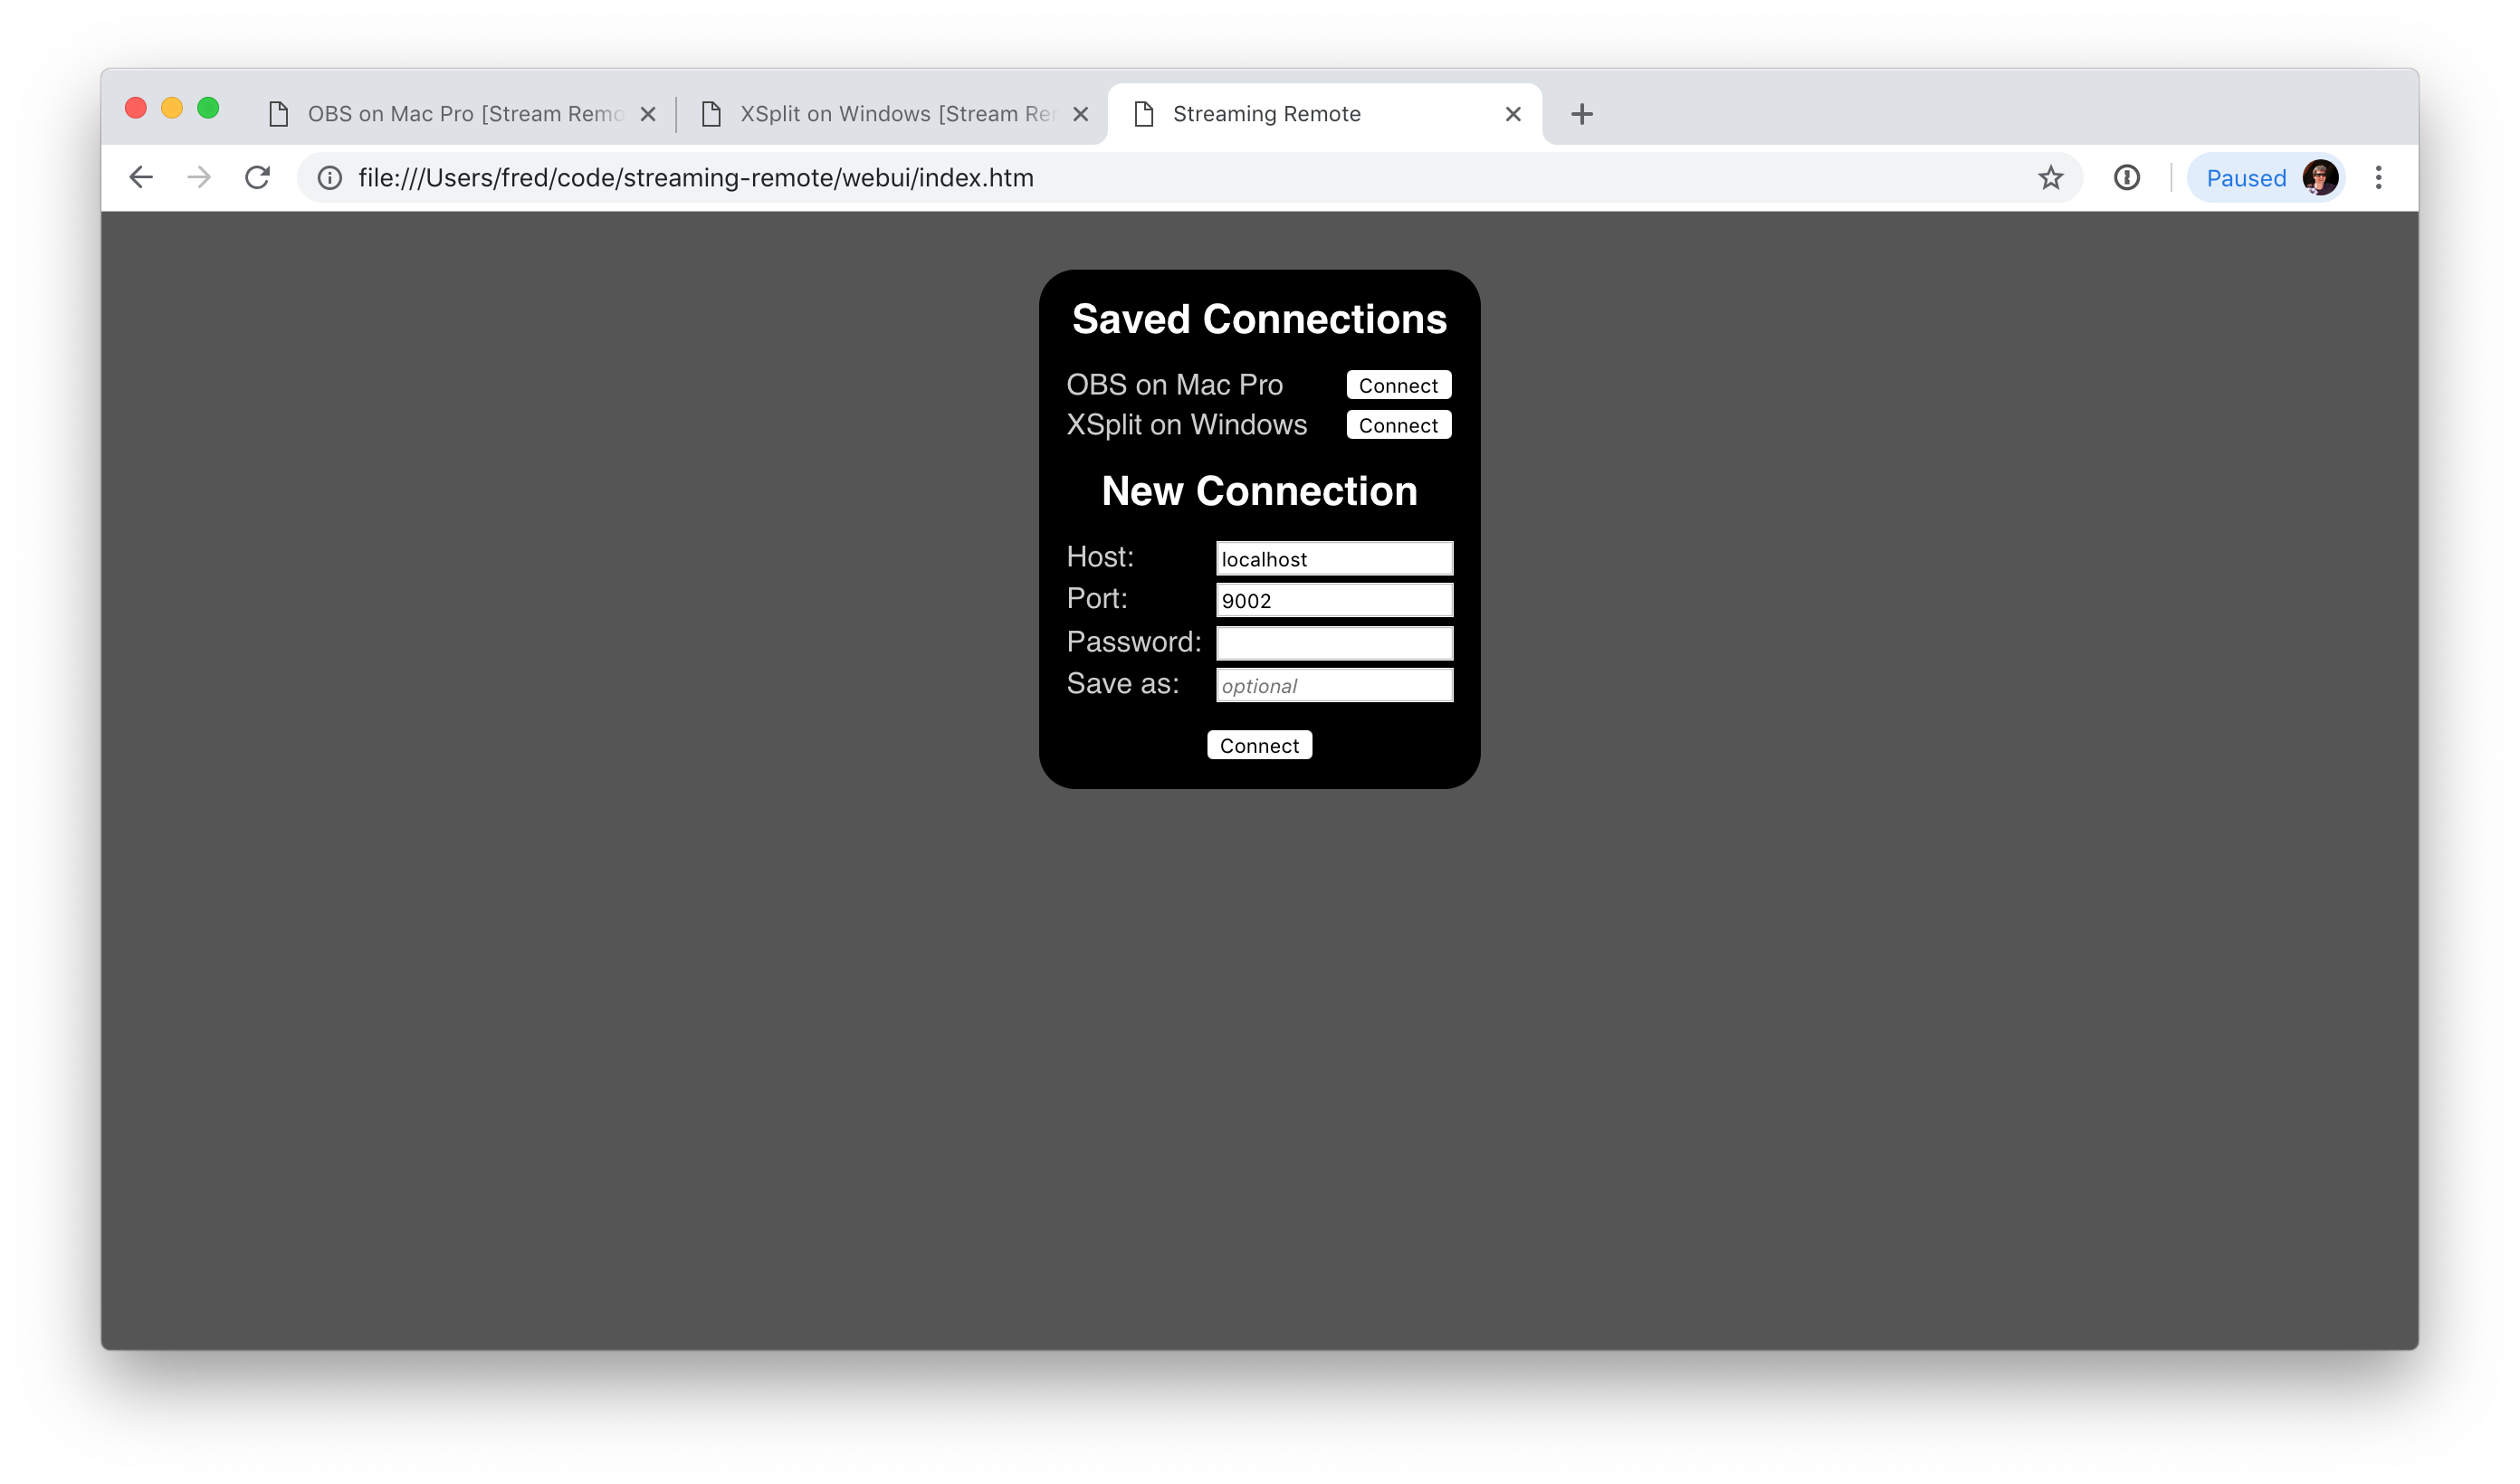 OBS on Mac Pro [Stream Remo
XSplit on Windows [Stream Rer
Streaming Remote
file:///Users/fred/code/streaming-remote/webui/index.htm
Paused
Saved Connections
OBS on Mac Pro Connect
XSplit on Windows Connect
New Connection
Host: localhost
Port: 9002
Password:
Save as: optional
Connect